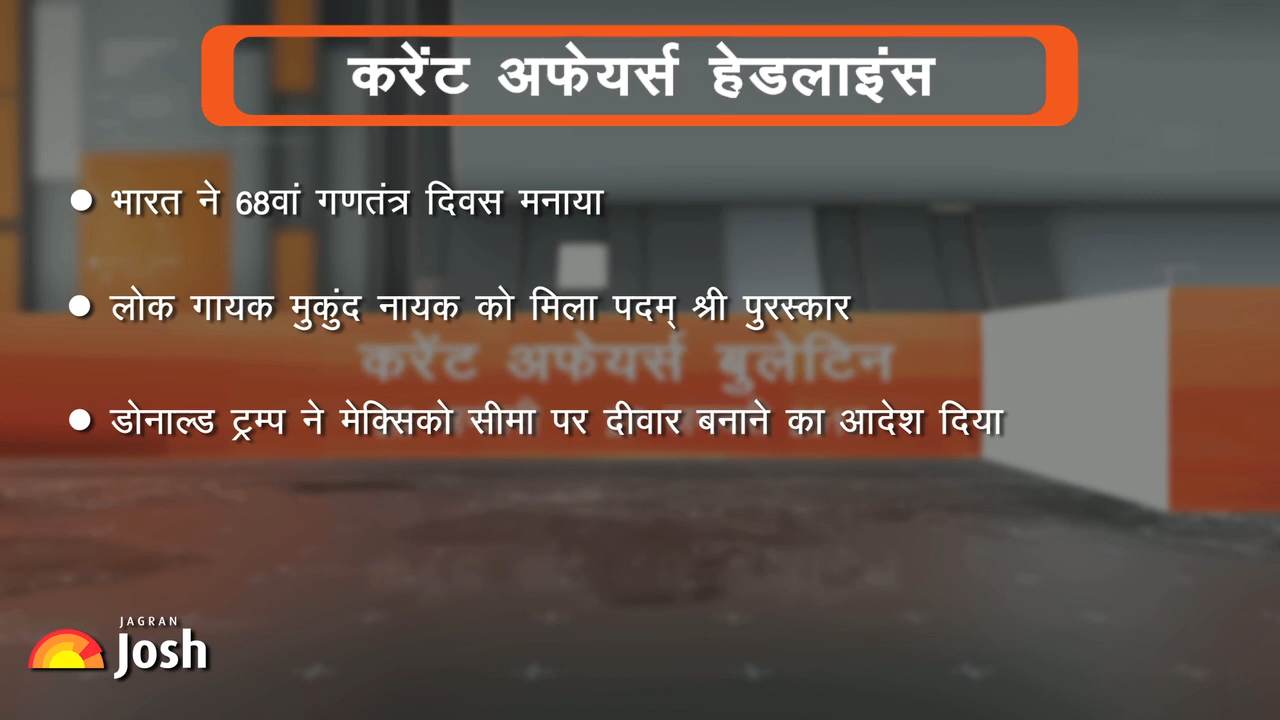 करेंट अफेयर्स हेडलाइंस
● भारत ने 68वां गणतंत्र दिवस मनाया
● लोक गायक मुकुंद नायक को मिला पदम् श्री पुरस्कार
करेंट अफेयर्स बुलेटिन
● डोनाल्ड ट्रम्प ने मेक्सिको सीमा पर दीवार बनाने का आदेश दिया
JAGRAN
Josh